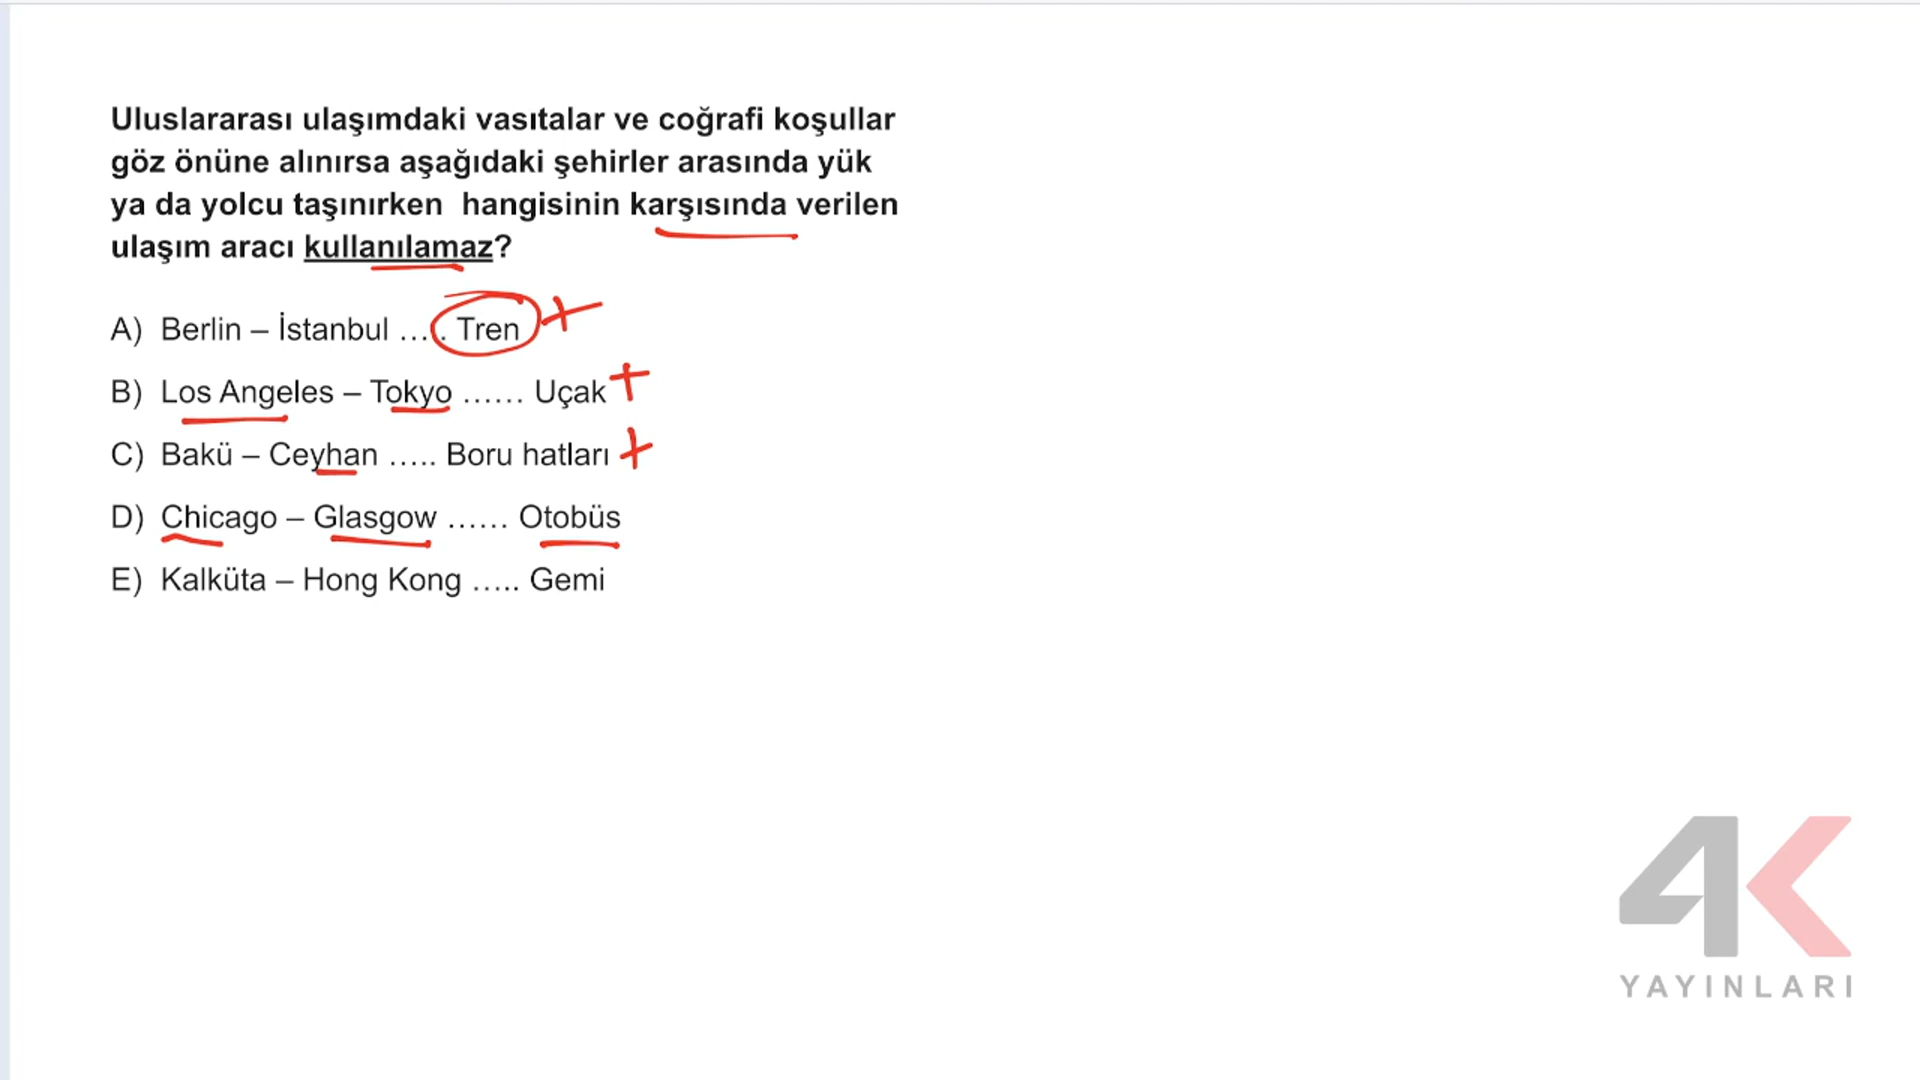 Uluslararası ulaşımdaki vasıtalar ve coğrafi koşullar
göz önüne alınırsa aşağıdaki şehirler arasında yük
ya da yolcu taşınırken hangisinin karşısında verilen
ulaşım aracı kullanılamaz?
A) Berlin – İstanbul ….. Tren +
B) Los Angeles – Tokyo …… Uçak +
C) Bakü – Ceyhan ….. Boru hatları +
D) Chicago – Glasgow …… Otobüs
E) Kalküta – Hong Kong ….. Gemi
4K
YAYINLARI